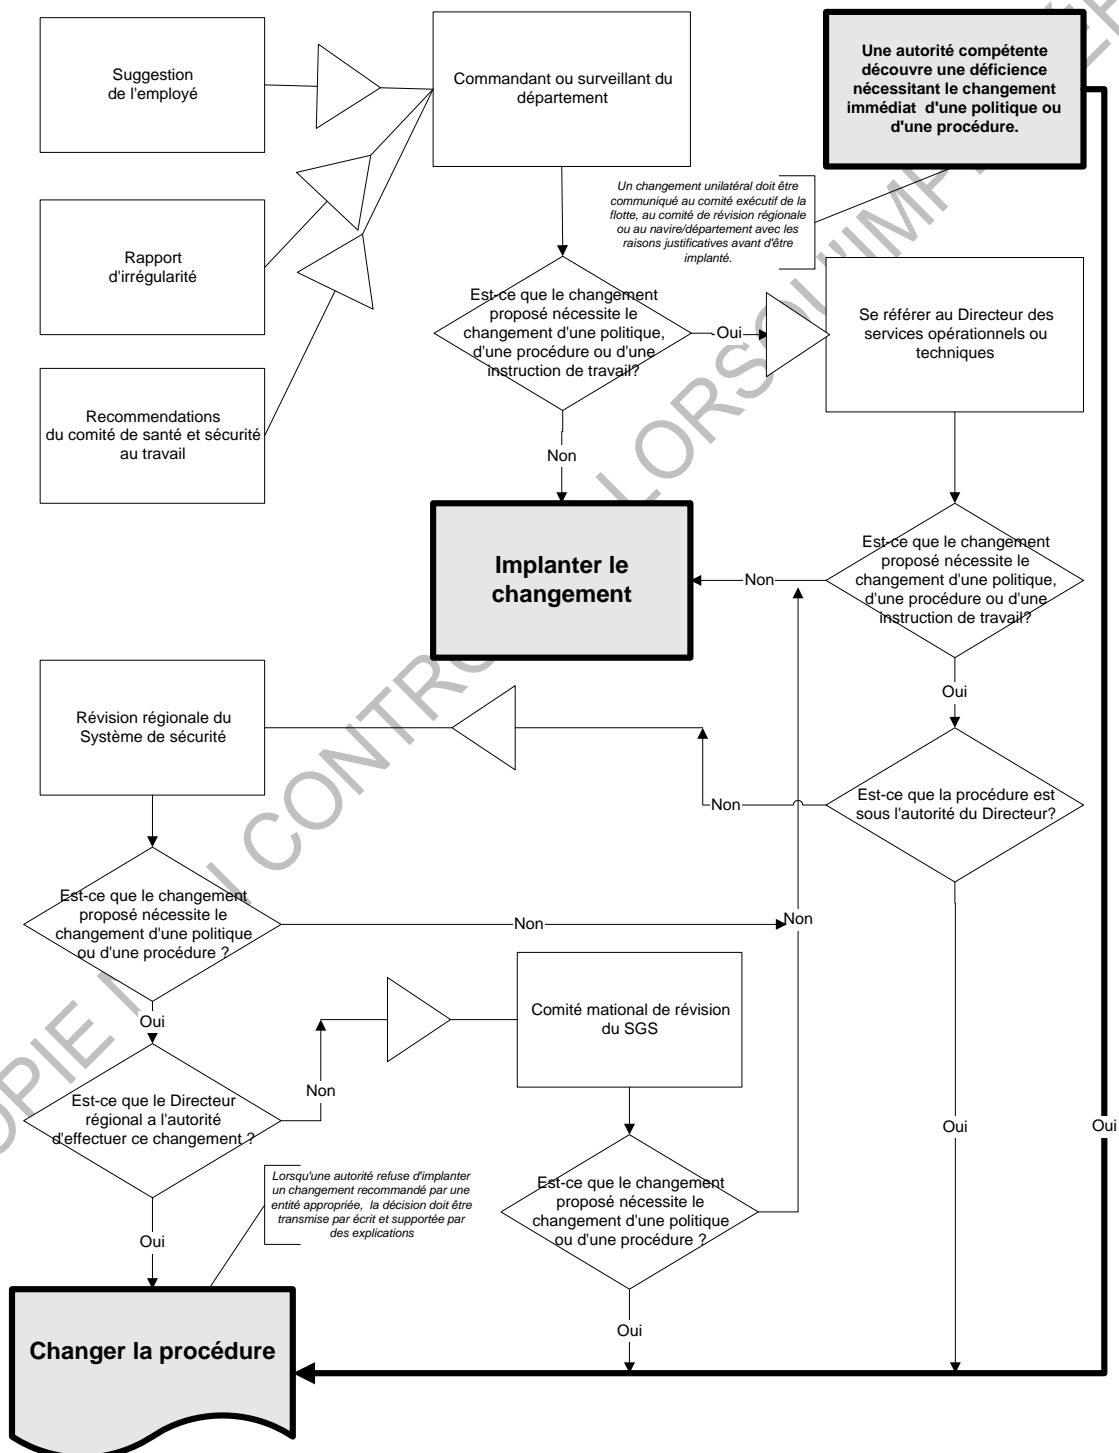 Suggestion
de l'employé
Commandant ou surveillant du
département
Une autorité compétente
découvre une déficience
nécessitant le changement
immédiat d'une politique ou
d'une procédure.
Un changement unilatéral doit être
communiqué au comité exécutif de la
flotte, au comité de révision régionale
ou au navire/département avec les
raisons justificatives avant d'être
implanté.
Rapport
d'irrégularité
Est-ce que le changement
proposé nécessite le
changement d'une politique,
d'une procédure ou d'une
instruction de travail?
Oui
Se référer au Directeur des
services opérationnels ou
techniques
Recommendations
du comité de santé et sécurité
au travail
Non
Implanter le
changement
Non
Est-ce que le changement
proposé nécessite le
changement d'une politique,
d'une procédure ou d'une
instruction de travail?
Oui
Révision régionale du
Système de sécurité
Non
Est-ce que la procédure est
sous l'autorité du Directeur?
Est-ce que le changement
proposé nécessite le
changement d'une politique
ou d'une procédure ?
Non
Non
Oui
Comité mational de révision
du SGS
Non
Est-ce que le Directeur
régional a l'autorité
d'effectuer ce changement ?
Oui
Oui
Lorsqu'une autorité refuse d'implanter
un changement recommandé par une
entité appropriée, la décision doit être
transmise par écrit et supportée par
des explications
Est-ce que le changement
proposé nécessite le
changement d'une politique
ou d'une procédure ?
Oui
Oui
Changer la procédure